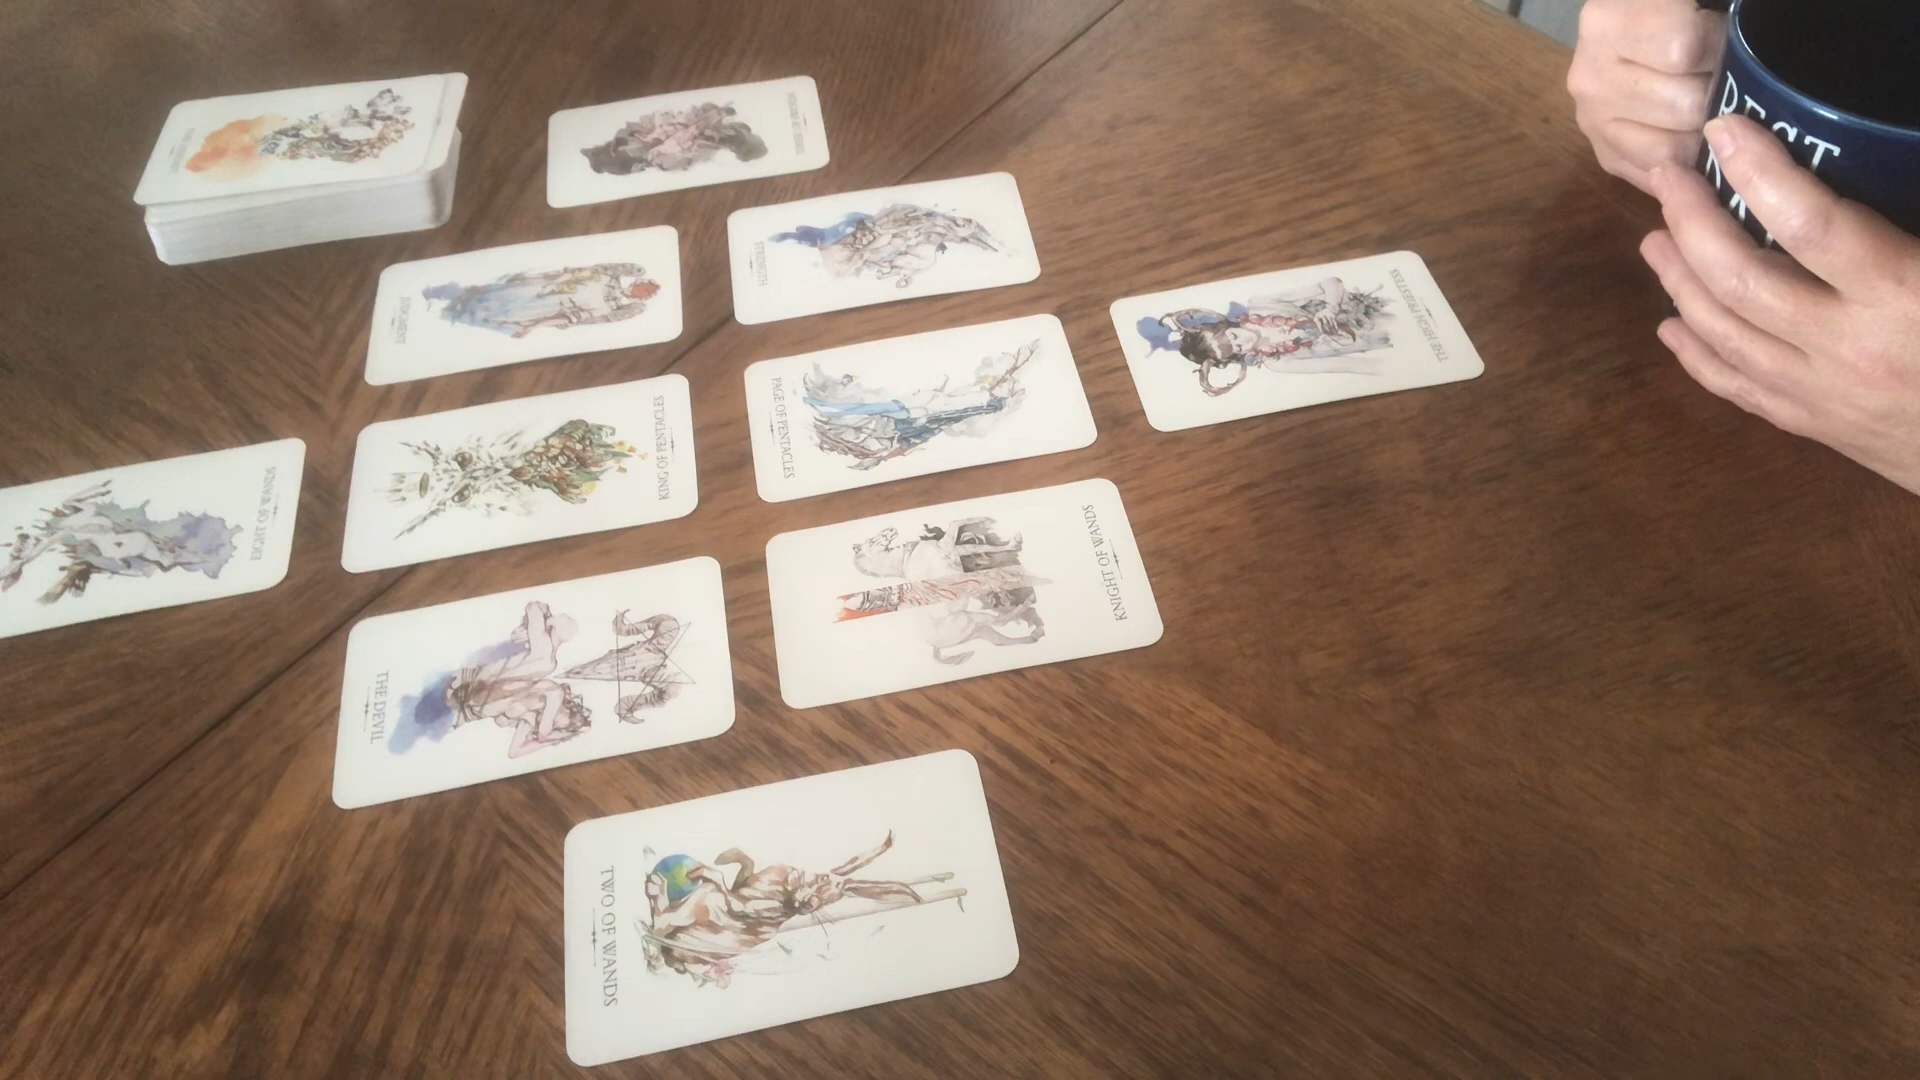 STRENGTH
JUDGMENT
THE HIGH PRIESTESS
PAGE OF PENTACLES
KING OF PENTACLES
EIGHT OF WANDS
KNIGHT OF WANDS
THE DEVIL
TWO OF WANDS
BEST